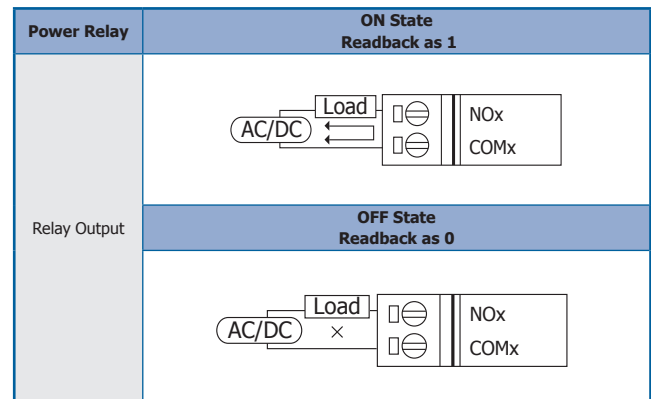 Power Relay
ON State
Readback as 1
Load
AC/DC
NOx
COMx
Relay Output
OFF State
Readback as 0
Load
AC/DC
×
NOx
COMx